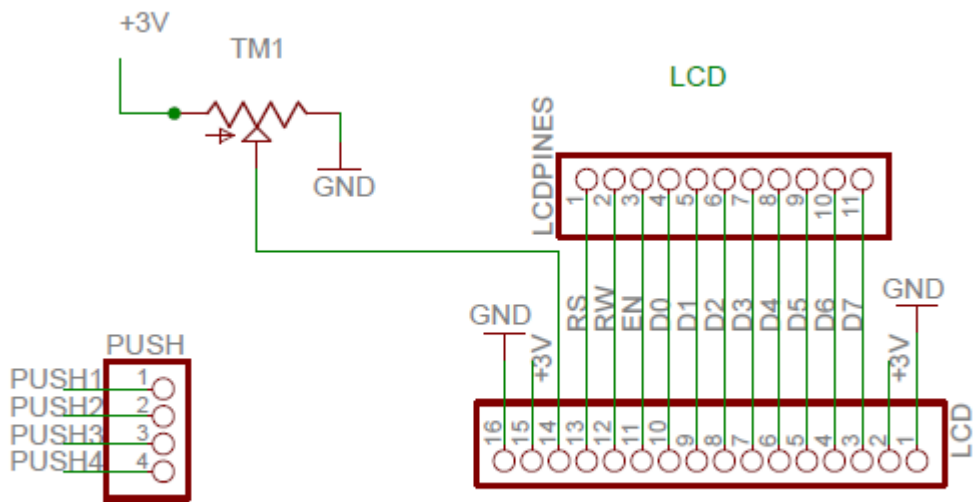 +3V
TM1
LCD
GND
LCDPINES
1 2 3 4 5 6 7 8 9 10 11
RS RW EN D0 D1 D2 D3 D4 D5 D6 D7
GND
+3V
GND
+3V
PUSH
PUSH1 1
PUSH2 2
PUSH3 3
PUSH4 4
16 15 14 13 12 11 10 9 8 7 6 5 4 3 2 1
LCD